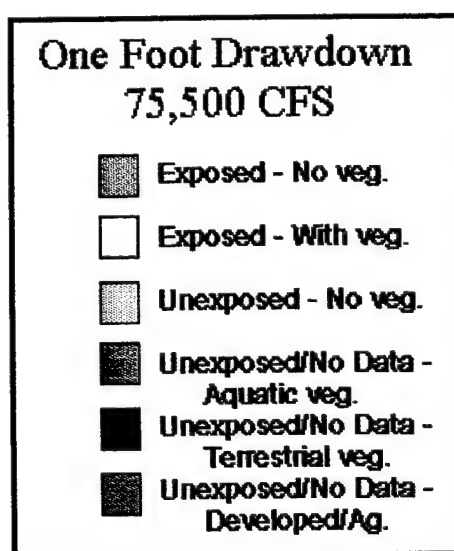 One Foot Drawdown
75,500 CFS
Exposed - No veg.
Exposed - With veg.
Unexposed - No veg.
Unexposed/No Data -
Aquatic veg.
Unexposed/No Data -
Terrestrial veg.
Unexposed/No Data -
Developed/Ag.